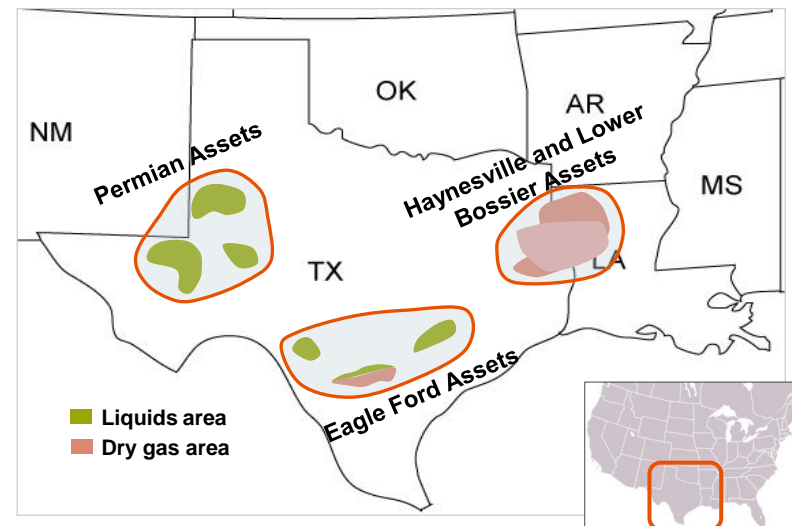 OK
AR
NM
Permian Assets
Haynesville and Lower
Bossier Assets
MS
TX
LA
Eagle Ford Assets
Liquids area
Dry gas area